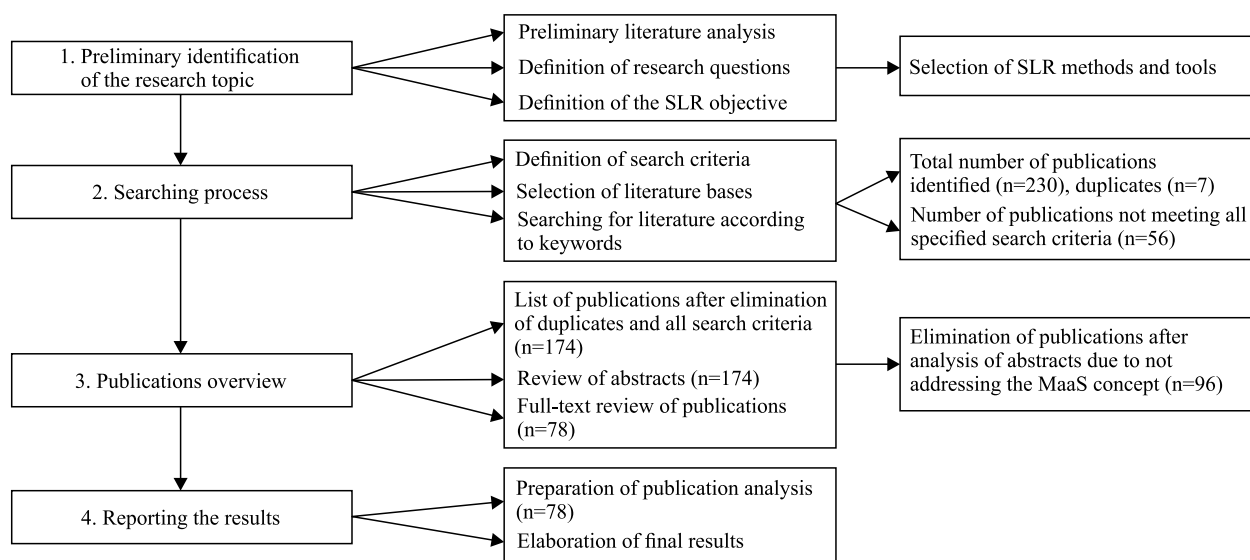 1. Preliminary identification
of the research topic
Preliminary literature analysis
Definition of research questions
Definition of the SLR objective
Selection of SLR methods and tools
2. Searching process
Definition of search criteria
Selection of literature bases
Searching for literature according
to keywords
Total number of publications
identified (n=230), duplicates (n=7)
Number of publications not meeting all
specified search criteria (n=56)
3. Publications overview
List of publications after elimination
of duplicates and all search criteria
(n=174)
Review of abstracts (n=174)
Full-text review of publications
(n=78)
Elimination of publications after
analysis of abstracts due to not
addressing the MaaS concept (n=96)
4. Reporting the results
Preparation of publication analysis
(n=78)
Elaboration of final results